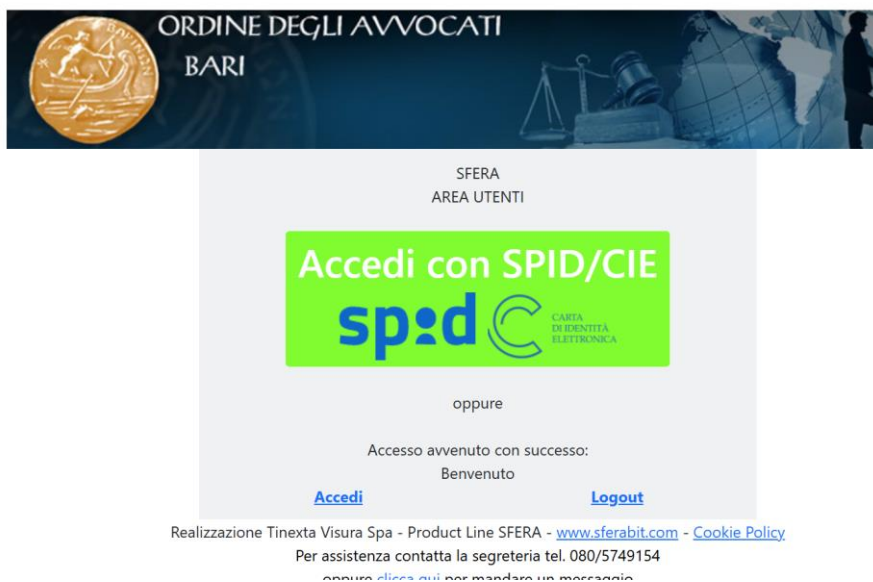 ORDINE DEGLI AVVOCATI
BARI
SFERA
AREA UTENTI
Accedi con SPID/CIE
spid
CARTA
DI IDENTITÀ
ELETTRONICA
oppure
Accesso avvenuto con successo:
Benvenuto
Accedi Logout
Realizzazione Tinexta Visura Spa - Product Line SFERA - www.sferabit.com - Cookie Policy
Per assistenza contatta la segreteria tel. 080/5749154
oppure clicca qui per mandare un messaggio